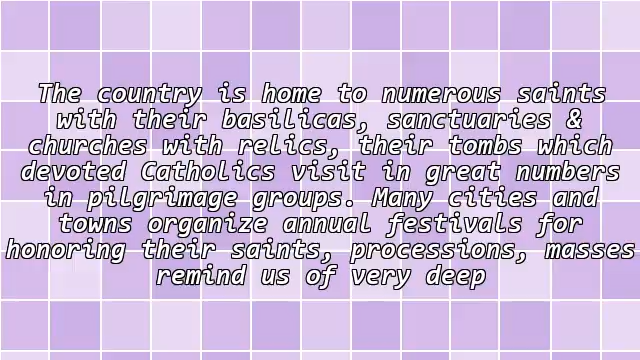 The country is home to numerous saints
with their basilicas, sanctuaries &
churches with relics, their tombs which
devoted Catholics visit in great numbers
in pilgrimage groups. Many cities and
towns organize annual festivals for
honoring their saints, processions, masses
remind us of very deep